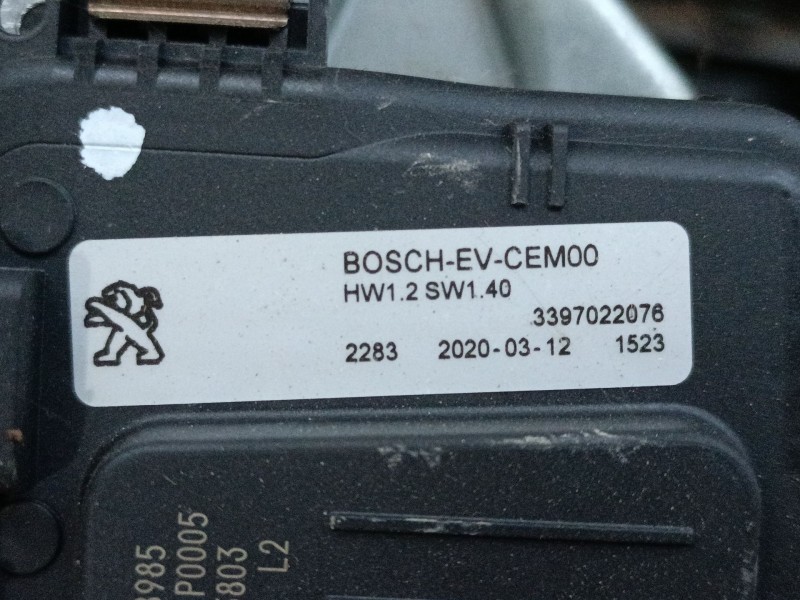 BOSCH-EV-CEM00
HW1.2 SW1.40
3397022076
2283 2020-03-12 1523
P0005
L2